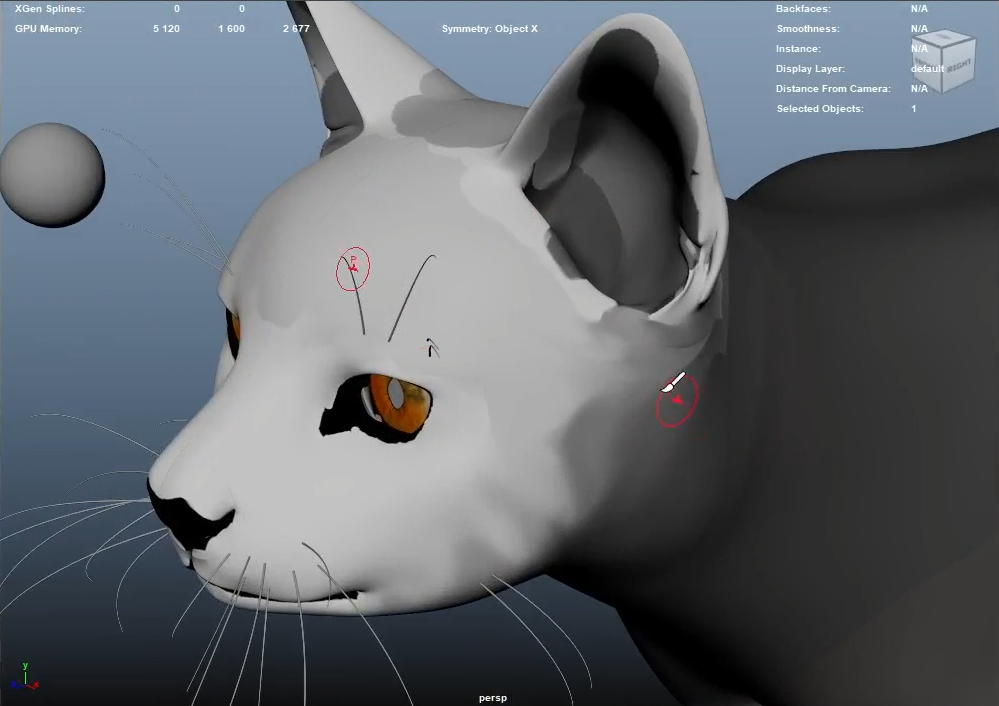 XGen Splines: 0 0
GPU Memory: 5 120 1 600 2 677
Symmetry: Object X
Backfaces: N/A
Smoothness: N/A
Instance: N/A
Display Layer: default
Distance From Camera: N/A
Selected Objects: 1
RIGHT
P
y
x
persp